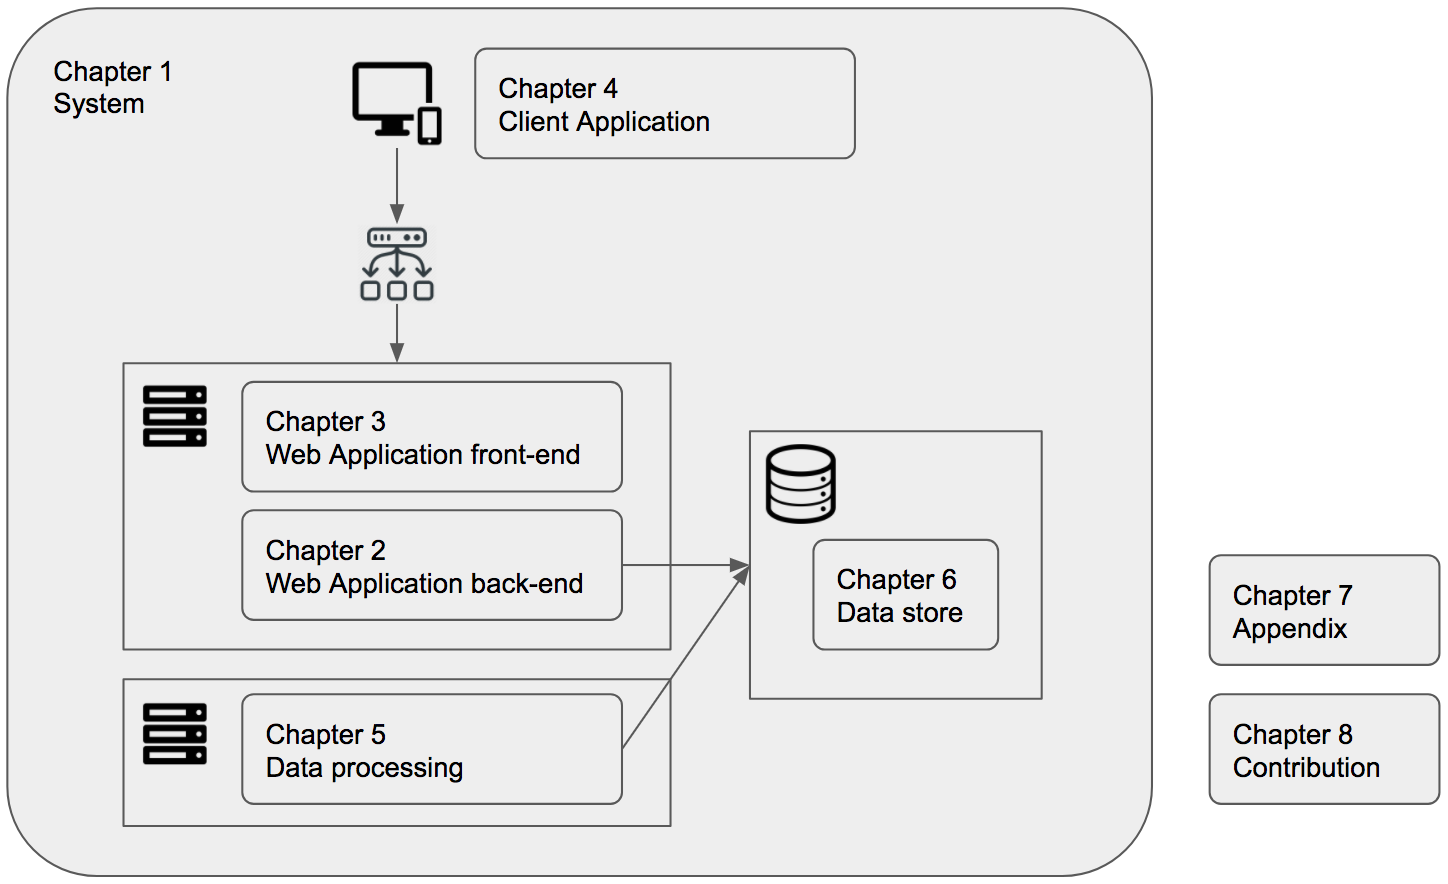 Chapter 1
System
Chapter 4
Client Application
Chapter 3
Web Application front-end
Chapter 2
Web Application back-end
Chapter 6
Data store
Chapter 5
Data processing
Chapter 7
Appendix
Chapter 8
Contribution